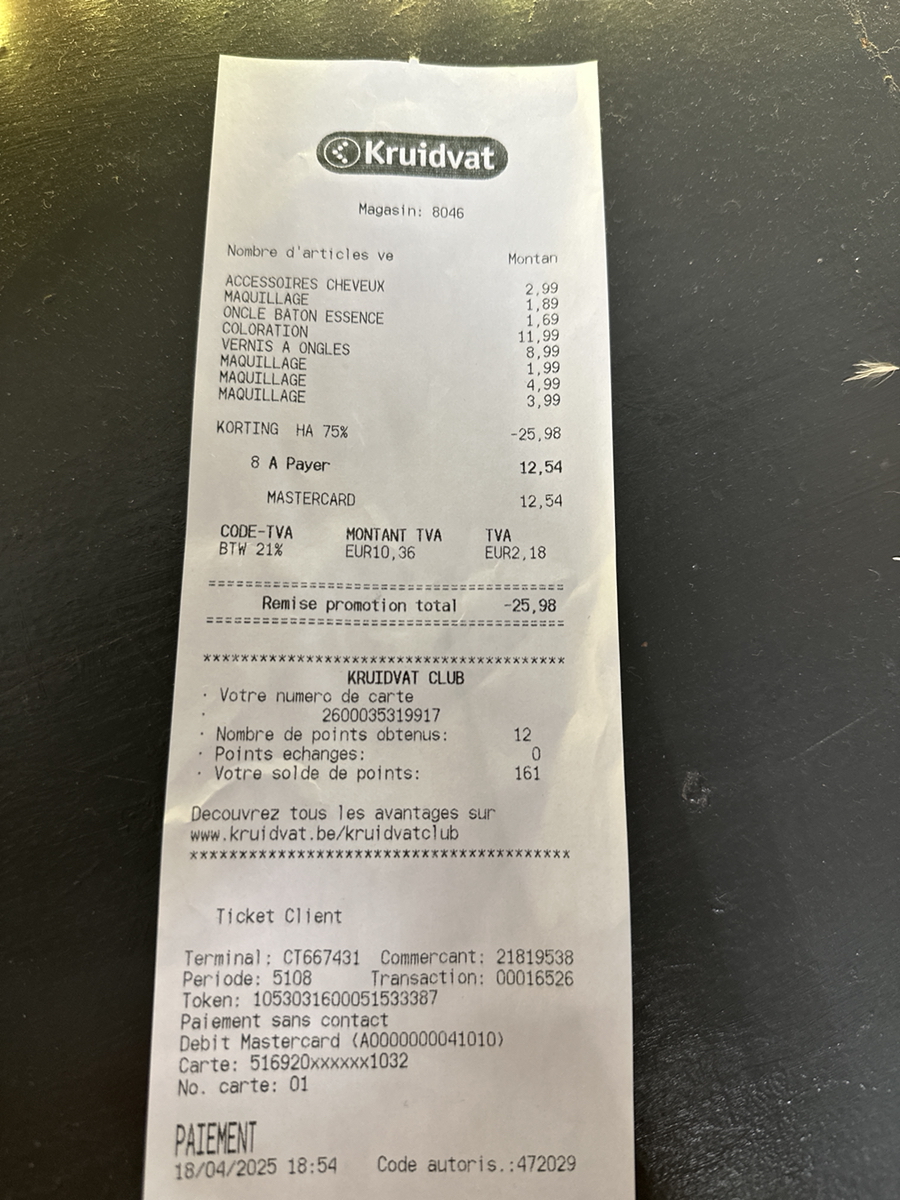 Kruidvat
Magasin: 8046
Nombre d'articles ve Montan
ACCESSOIRES CHEVEUX 2,99
MAQUILLAGE 1,89
ONCLE BATON ESSENCE 1,69
COLORATION 11,99
VERNIS A ONGLES 8,99
MAQUILLAGE 1,99
MAQUILLAGE 4,99
MAQUILLAGE 3,99
KORTING HA 75% -25,98
8 A Payer 12,54
MASTERCARD 12,54
CODE-TVA MONTANT TVA TVA
BTW 21% EUR10,36 EUR2,18
======================================
Remise promotion total -25,98
======================================
***************************************
KRUIDVAT CLUB
· Votre numero de carte
· 2600035319917
· Nombre de points obtenus: 12
· Points echanges: 0
· Votre solde de points: 161
Decouvrez tous les avantages sur
www.kruidvat.be/kruidvatclub
***************************************
Ticket Client
Terminal: CT667431 Commercant: 21819538
Periode: 5108 Transaction: 00016526
Token: 1053031600051533387
Paiement sans contact
Debit Mastercard (A0000000041010)
Carte: 516920xxxxxx1032
No. carte: 01
PAIEMENT
18/04/2025 18:54 Code autoris.:472029